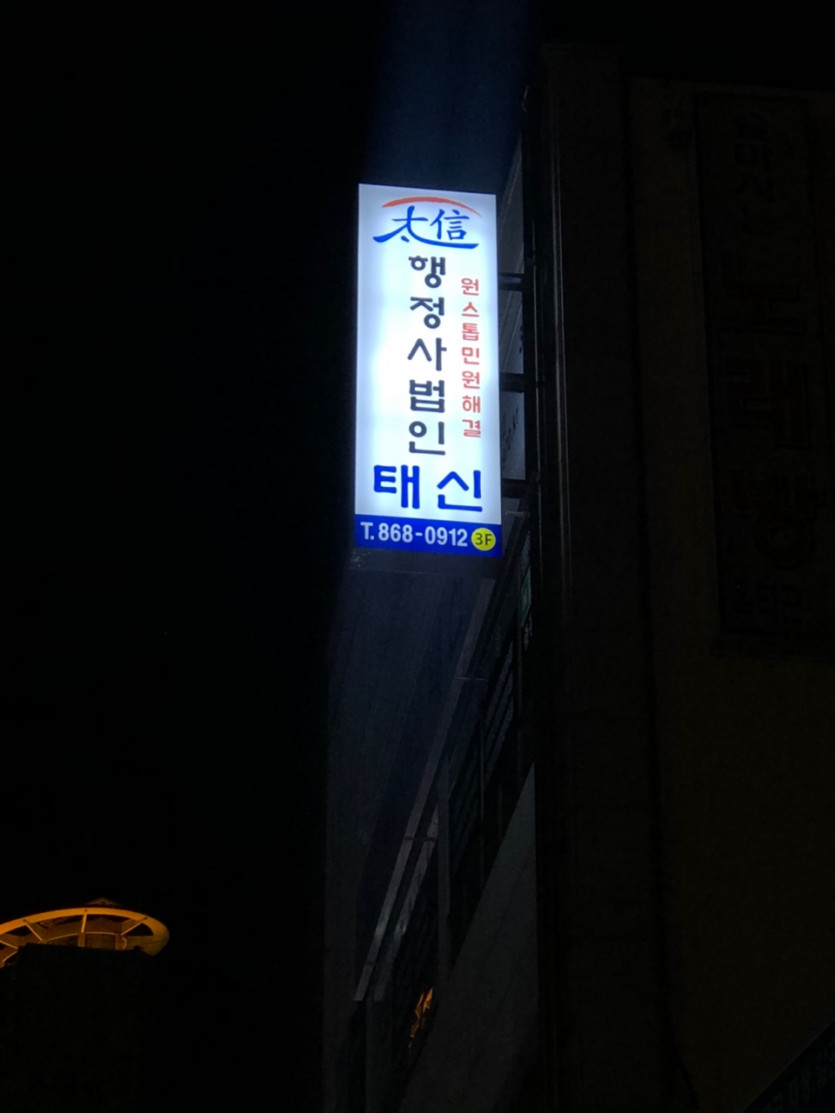 太信
행정사법인
원스톱민원해결
태신
T.868-0912 3F